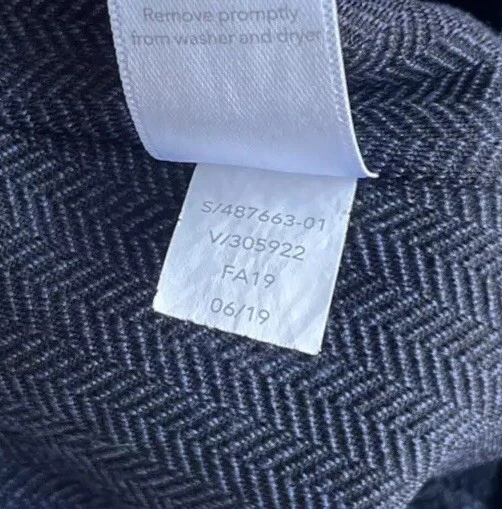 Remove promptly
from washer and dryer
S/487663-01
V/305922
FA19
06/19